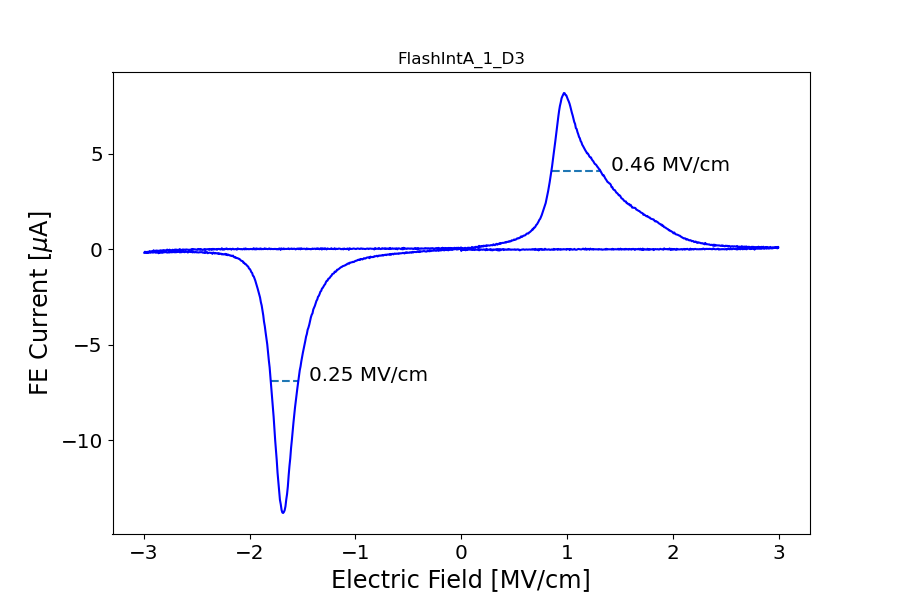 FlashIntA_1_D3
FE Current [μA]
5
0
−5
−10
0.46 MV/cm
0.25 MV/cm
−3
−2
−1
0
1
2
3
Electric Field [MV/cm]